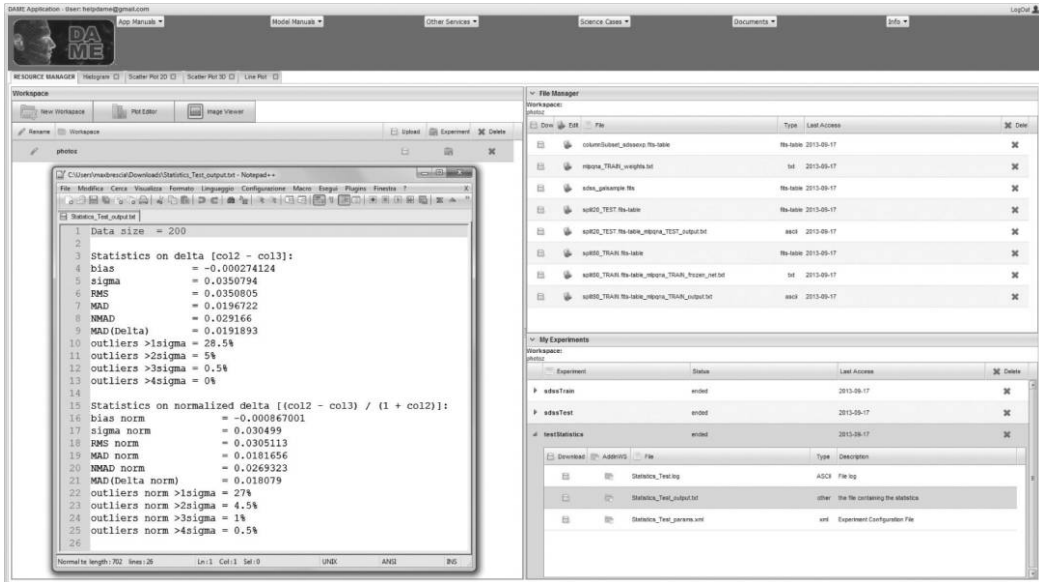 DAME Application - User: helpdame@gmail.com
LogOut
DAME
App Manuals
Model Manuals
Other Services
Science Cases
Documents
Info
RESOURCE MANAGER
Histogram
Scatter Plot 2D
Scatter Plot 3D
Line Plot
Workspace
New Workspace
Plot Editor
Image Viewer
Rename Workspace Upload Experiment Delete
photoz
C:\Users\maxbrescia\Downloads\Statistics_Test_output.txt - Notepad++
File Modifica Cerca Visualizza Formato Linguaggio Configurazione Macro Esegui Plugins Finestra ? X
Statistics_Test_output.txt
1 Data size = 200
2
3 Statistics on delta [col2 - col3]:
4 bias = -0.000274124
5 sigma = 0.0350794
6 RMS = 0.0350805
7 MAD = 0.0196722
8 NMAD = 0.029166
9 MAD(Delta) = 0.0191893
10 outliers >1sigma = 28.5%
11 outliers >2sigma = 5%
12 outliers >3sigma = 0.5%
13 outliers >4sigma = 0%
14
15 Statistics on normalized delta [(col2 - col3) / (1 + col2)]:
16 bias norm = -0.000867001
17 sigma norm = 0.030499
18 RMS norm = 0.0305113
19 MAD norm = 0.0181656
20 NMAD norm = 0.0269323
21 MAD(Delta norm) = 0.018079
22 outliers norm >1sigma = 27%
23 outliers norm >2sigma = 4.5%
24 outliers norm >3sigma = 1%
25 outliers norm >4sigma = 0.5%
26
Normal te length : 702 lines : 26 Ln : 1 Col : 1 Sel : 0 UNIX ANSI INS
File Manager
Workspace:
photoz
Dow Edit File Type Last Access Dele
columnSubset_sdssexp.fits-table fits-table 2013-09-17
mlpqna_TRAIN_weights.txt txt 2013-09-17
sdss_galsample.fits fits-table 2013-09-17
split20_TEST.fits-table fits-table 2013-09-17
split20_TEST.fits-table_mlpqna_TEST_output.txt ascii 2013-09-17
split80_TRAIN.fits-table fits-table 2013-09-17
split80_TRAIN.fits-table_mlpqna_TRAIN_frozen_net.txt txt 2013-09-17
split80_TRAIN.fits-table_mlpqna_TRAIN_output.txt ascii 2013-09-17
My Experiments
Workspace:
photoz
Experiment Status Last Access Delete
sdssTrain ended 2013-09-17
sdssTest ended 2013-09-17
testStatistics ended 2013-09-17
Download AddInWS File Type Description
Statistics_Test.log ASCII File log
Statistics_Test_output.txt other the file containing the statistics
Statistics_Test_params.xml xml Experiment Configuration File